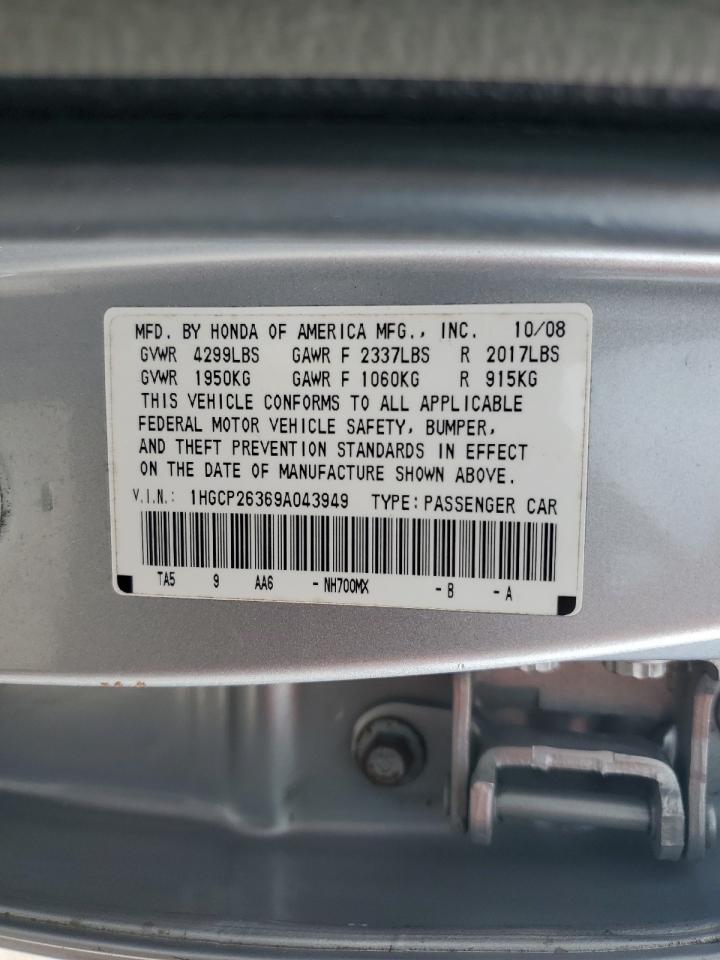 MFD. BY HONDA OF AMERICA MFG., INC. 10/08
GVWR 4299LBS GAWR F 2337LBS R 2017LBS
GVWR 1950KG GAWR F 1060KG R 915KG
THIS VEHICLE CONFORMS TO ALL APPLICABLE
FEDERAL MOTOR VEHICLE SAFETY, BUMPER,
AND THEFT PREVENTION STANDARDS IN EFFECT
ON THE DATE OF MANUFACTURE SHOWN ABOVE.
V.I.N.: 1HGCP26369A043949 TYPE: PASSENGER CAR
TA5 9 AA6 - NH700MX - B - A